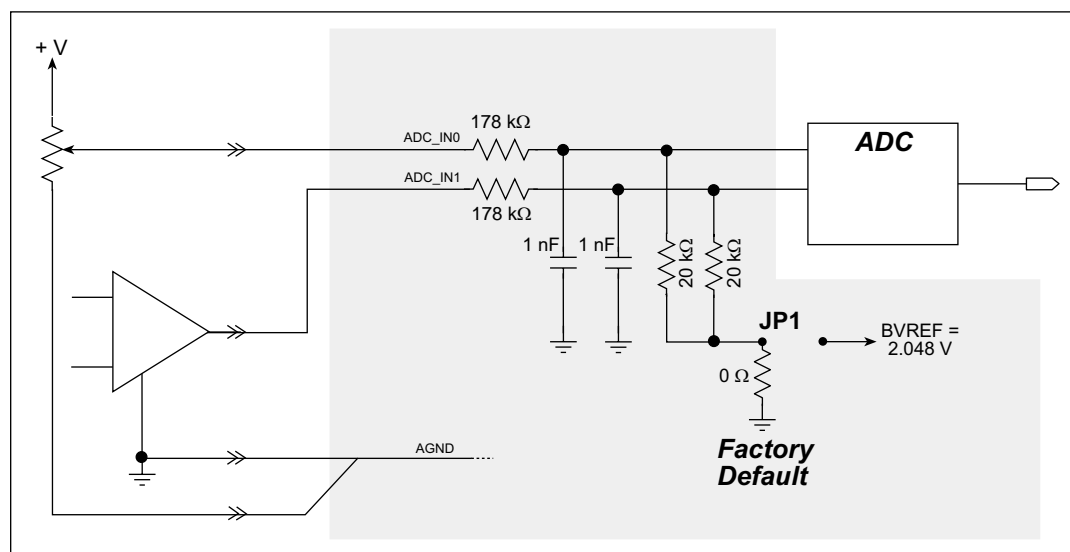 + V
ADC_IN0
178 kΩ
ADC
ADC_IN1
178 kΩ
1 nF
1 nF
20 kΩ
20 kΩ
JP1
BVREF =
2.048 V
0 Ω
AGND
Factory
Default